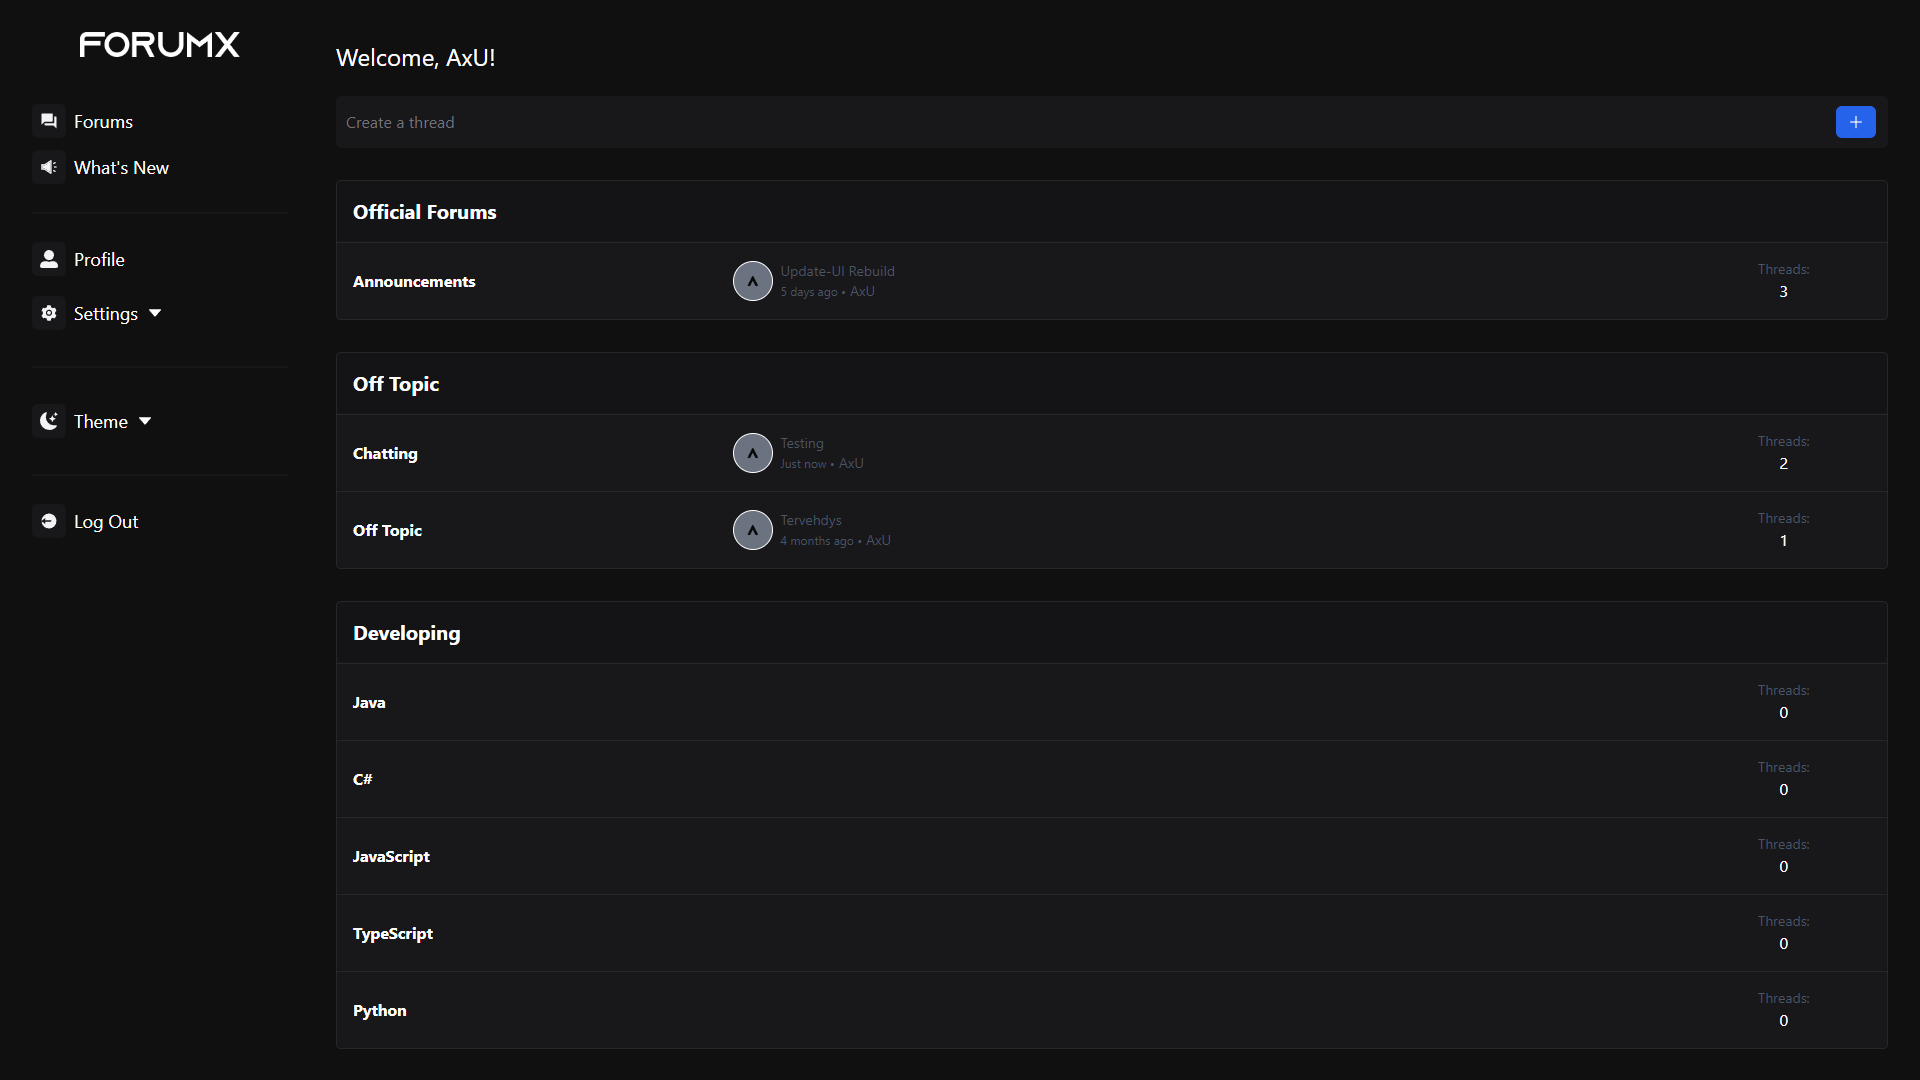 FORUMX
Forums
What's New
Profile
Settings
Theme
Log Out
Welcome, AxU!
Create a thread
+
Official Forums
Announcements
A
Update-UI Rebuild
5 days ago • AxU
Threads:
3
Off Topic
Chatting
A
Testing
Just now • AxU
Threads:
2
Off Topic
A
Tervehdys
4 months ago • AxU
Threads:
1
Developing
Java
Threads:
0
C#
Threads:
0
JavaScript
Threads:
0
TypeScript
Threads:
0
Python
Threads:
0